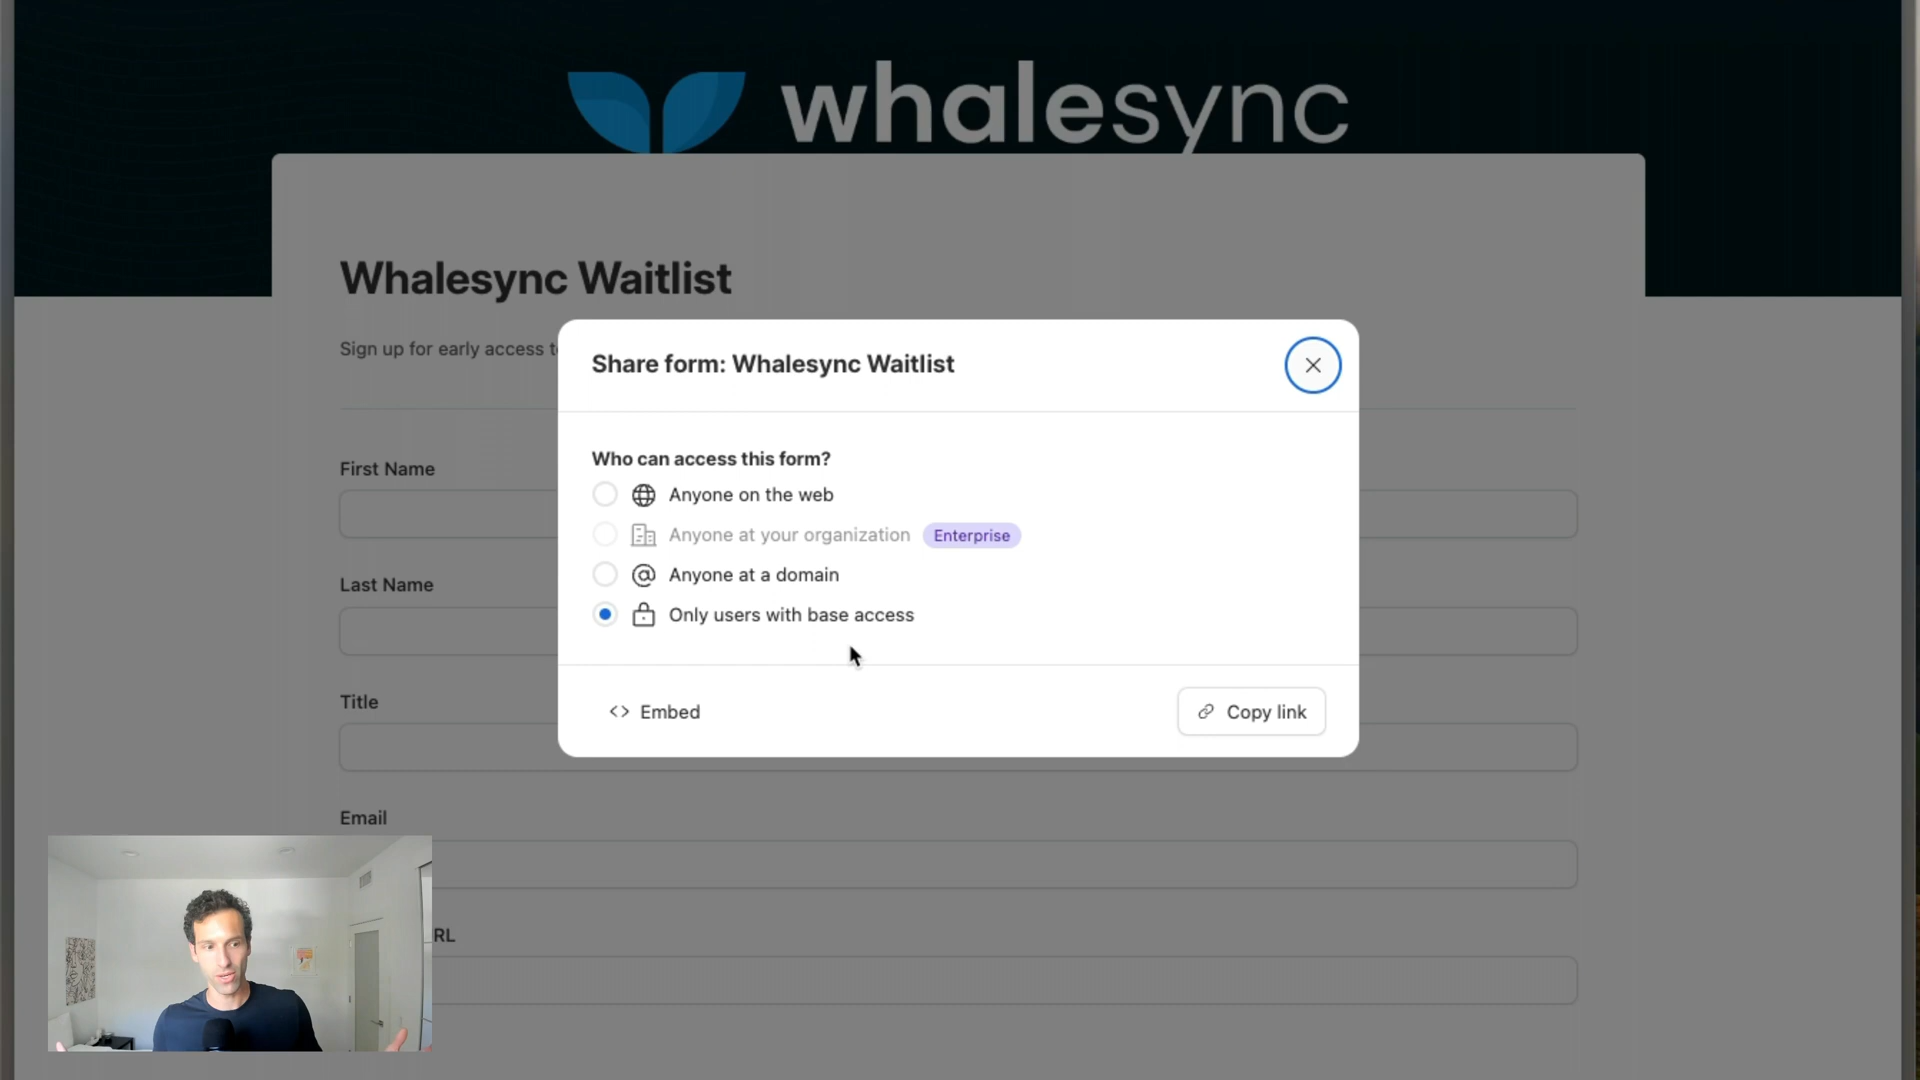 whalesync
Whalesync Waitlist
Sign up for early access
Share form: Whalesync Waitlist
Who can access this form?
Anyone on the web
Anyone at your organization Enterprise
Anyone at a domain
Only users with base access
<> Embed
Copy link
First Name
Last Name
Title
Email
RL